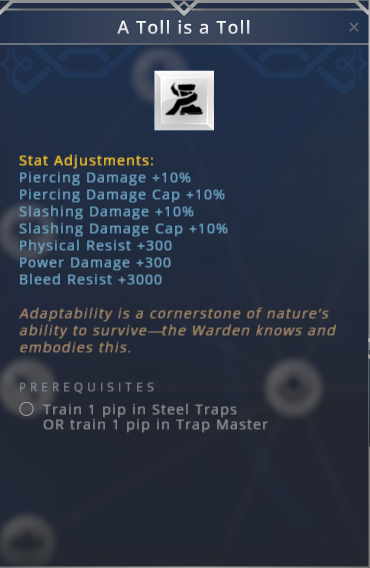 A Toll is a Toll
Stat Adjustments:
Piercing Damage +10%
Piercing Damage Cap +10%
Slashing Damage +10%
Slashing Damage Cap +10%
Physical Resist +300
Power Damage +300
Bleed Resist +3000
Adaptability is a cornerstone of nature's
ability to survive—the Warden knows and
embodies this.
PREREQUISITES
Train 1 pip in Steel Traps
OR train 1 pip in Trap Master